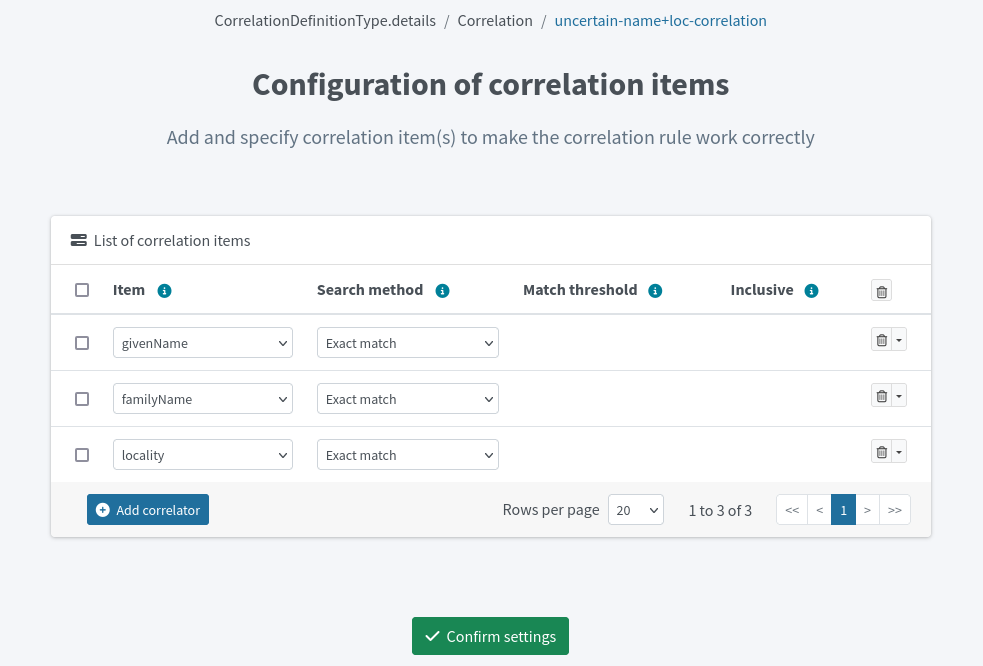 CorrelationDefinitionType.details / Correlation / uncertain-name+loc-correlation
Configuration of correlation items
Add and specify correlation item(s) to make the correlation rule work correctly
List of correlation items
Item Search method Match threshold Inclusive
givenName Exact match
familyName Exact match
locality Exact match
Add correlator Rows per page 20 1 to 3 of 3 << < 1 > >>
Confirm settings